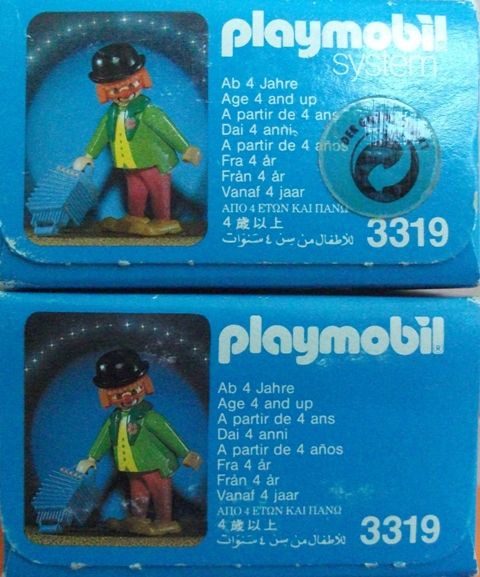 playmobil
system
Ab 4 Jahre
Age 4 and up
A partir de 4 ans
Dai 4 anni
A partir de 4 años
Fra 4 år
Från 4 år
Vanaf 4 jaar
ΑΠΟ 4 ΕΤΩΝ ΚΑΙ ΠΑΝΩ
4歳以上
للأطفال من سن ٤ سنوات
3319
DER
playmobil®
Ab 4 Jahre
Age 4 and up
A partir de 4 ans
Dai 4 anni
A partir de 4 años
Fra 4 år
Från 4 år
Vanaf 4 jaar
ΑΠΟ 4 ΕΤΩΝ ΚΑΙ ΠΑΝΩ
4歳以上
للأطفال من سن ٤ سنوات
3319